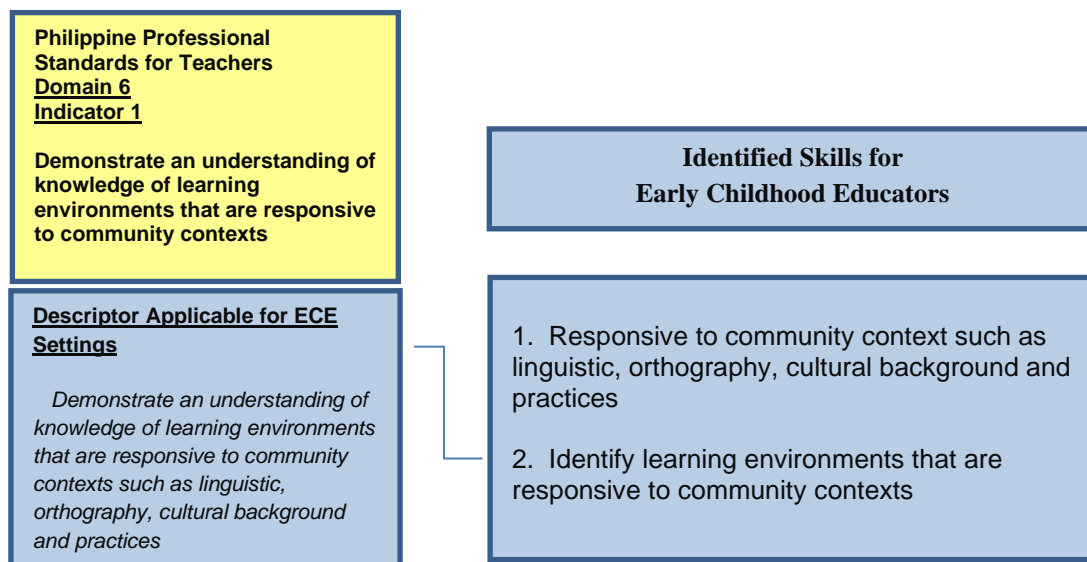 Philippine Professional
Standards for Teachers
Domain 6
Indicator 1
Demonstrate an understanding of
knowledge of learning
environments that are responsive
to community contexts
Descriptor Applicable for ECE
Settings
Demonstrate an understanding of
knowledge of learning environments
that are responsive to community
contexts such as linguistic,
orthography, cultural background
and practices
Identified Skills for
Early Childhood Educators
1. Responsive to community context such as
linguistic, orthography, cultural background and
practices
2. Identify learning environments that are
responsive to community contexts